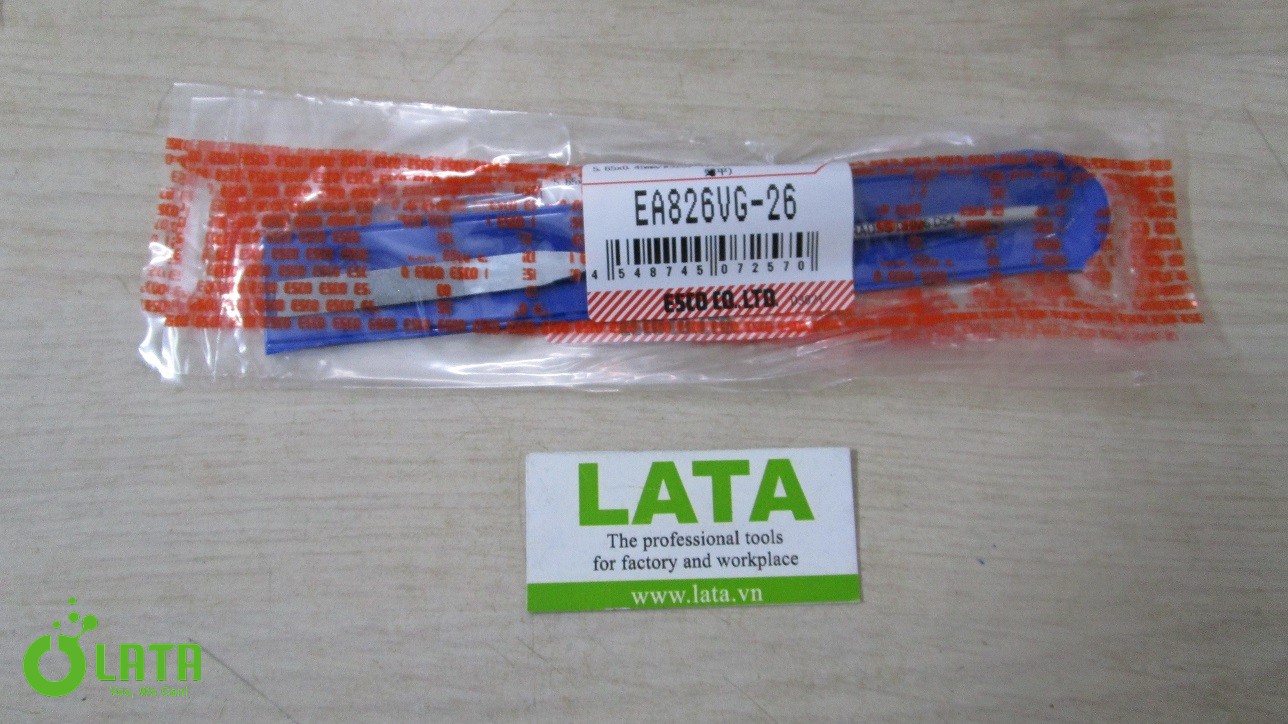 EA826VG-26
4 548745 072570
ESCO CO. LTD.
ESCO
LATA
The professional tools
for factory and workplace
www.lata.vn
LATA